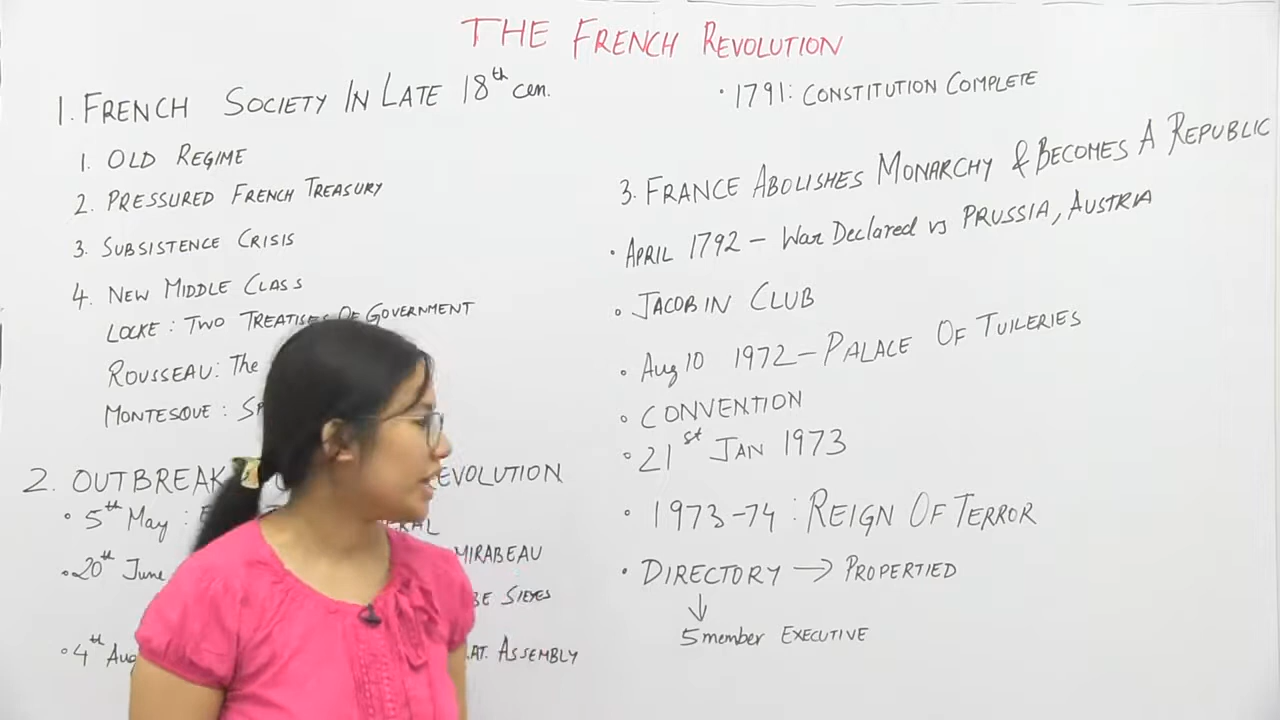 THE FRENCH REVOLUTION
1. FRENCH SOCIETY IN LATE 18th cen.
1. OLD REGIME
2. PRESSURED FRENCH TREASURY
3. SUBSISTENCE CRISIS
4. NEW MIDDLE CLASS
LOCKE : TWO TREATISES OF GOVERNMENT
ROUSSEAU: The
MONTESQUE :
2. OUTBREAK EVOLUTION
• 5th May :
• 20th June MIRABEAU
SIEYES
• 4th Aug AT. ASSEMBLY
• 1791: CONSTITUTION COMPLETE
3. FRANCE ABOLISHES MONARCHY & BECOMES A REPUBLIC
• APRIL 1792 – War Declared vs PRUSSIA, AUSTRIA
• JACOBIN CLUB
• Aug 10 1972 – PALACE OF TUILERIES
• CONVENTION
• 21st JAN 1973
• 1973-74 : REIGN OF TERROR
• DIRECTORY → PROPERTIED
↓
5 member EXECUTIVE